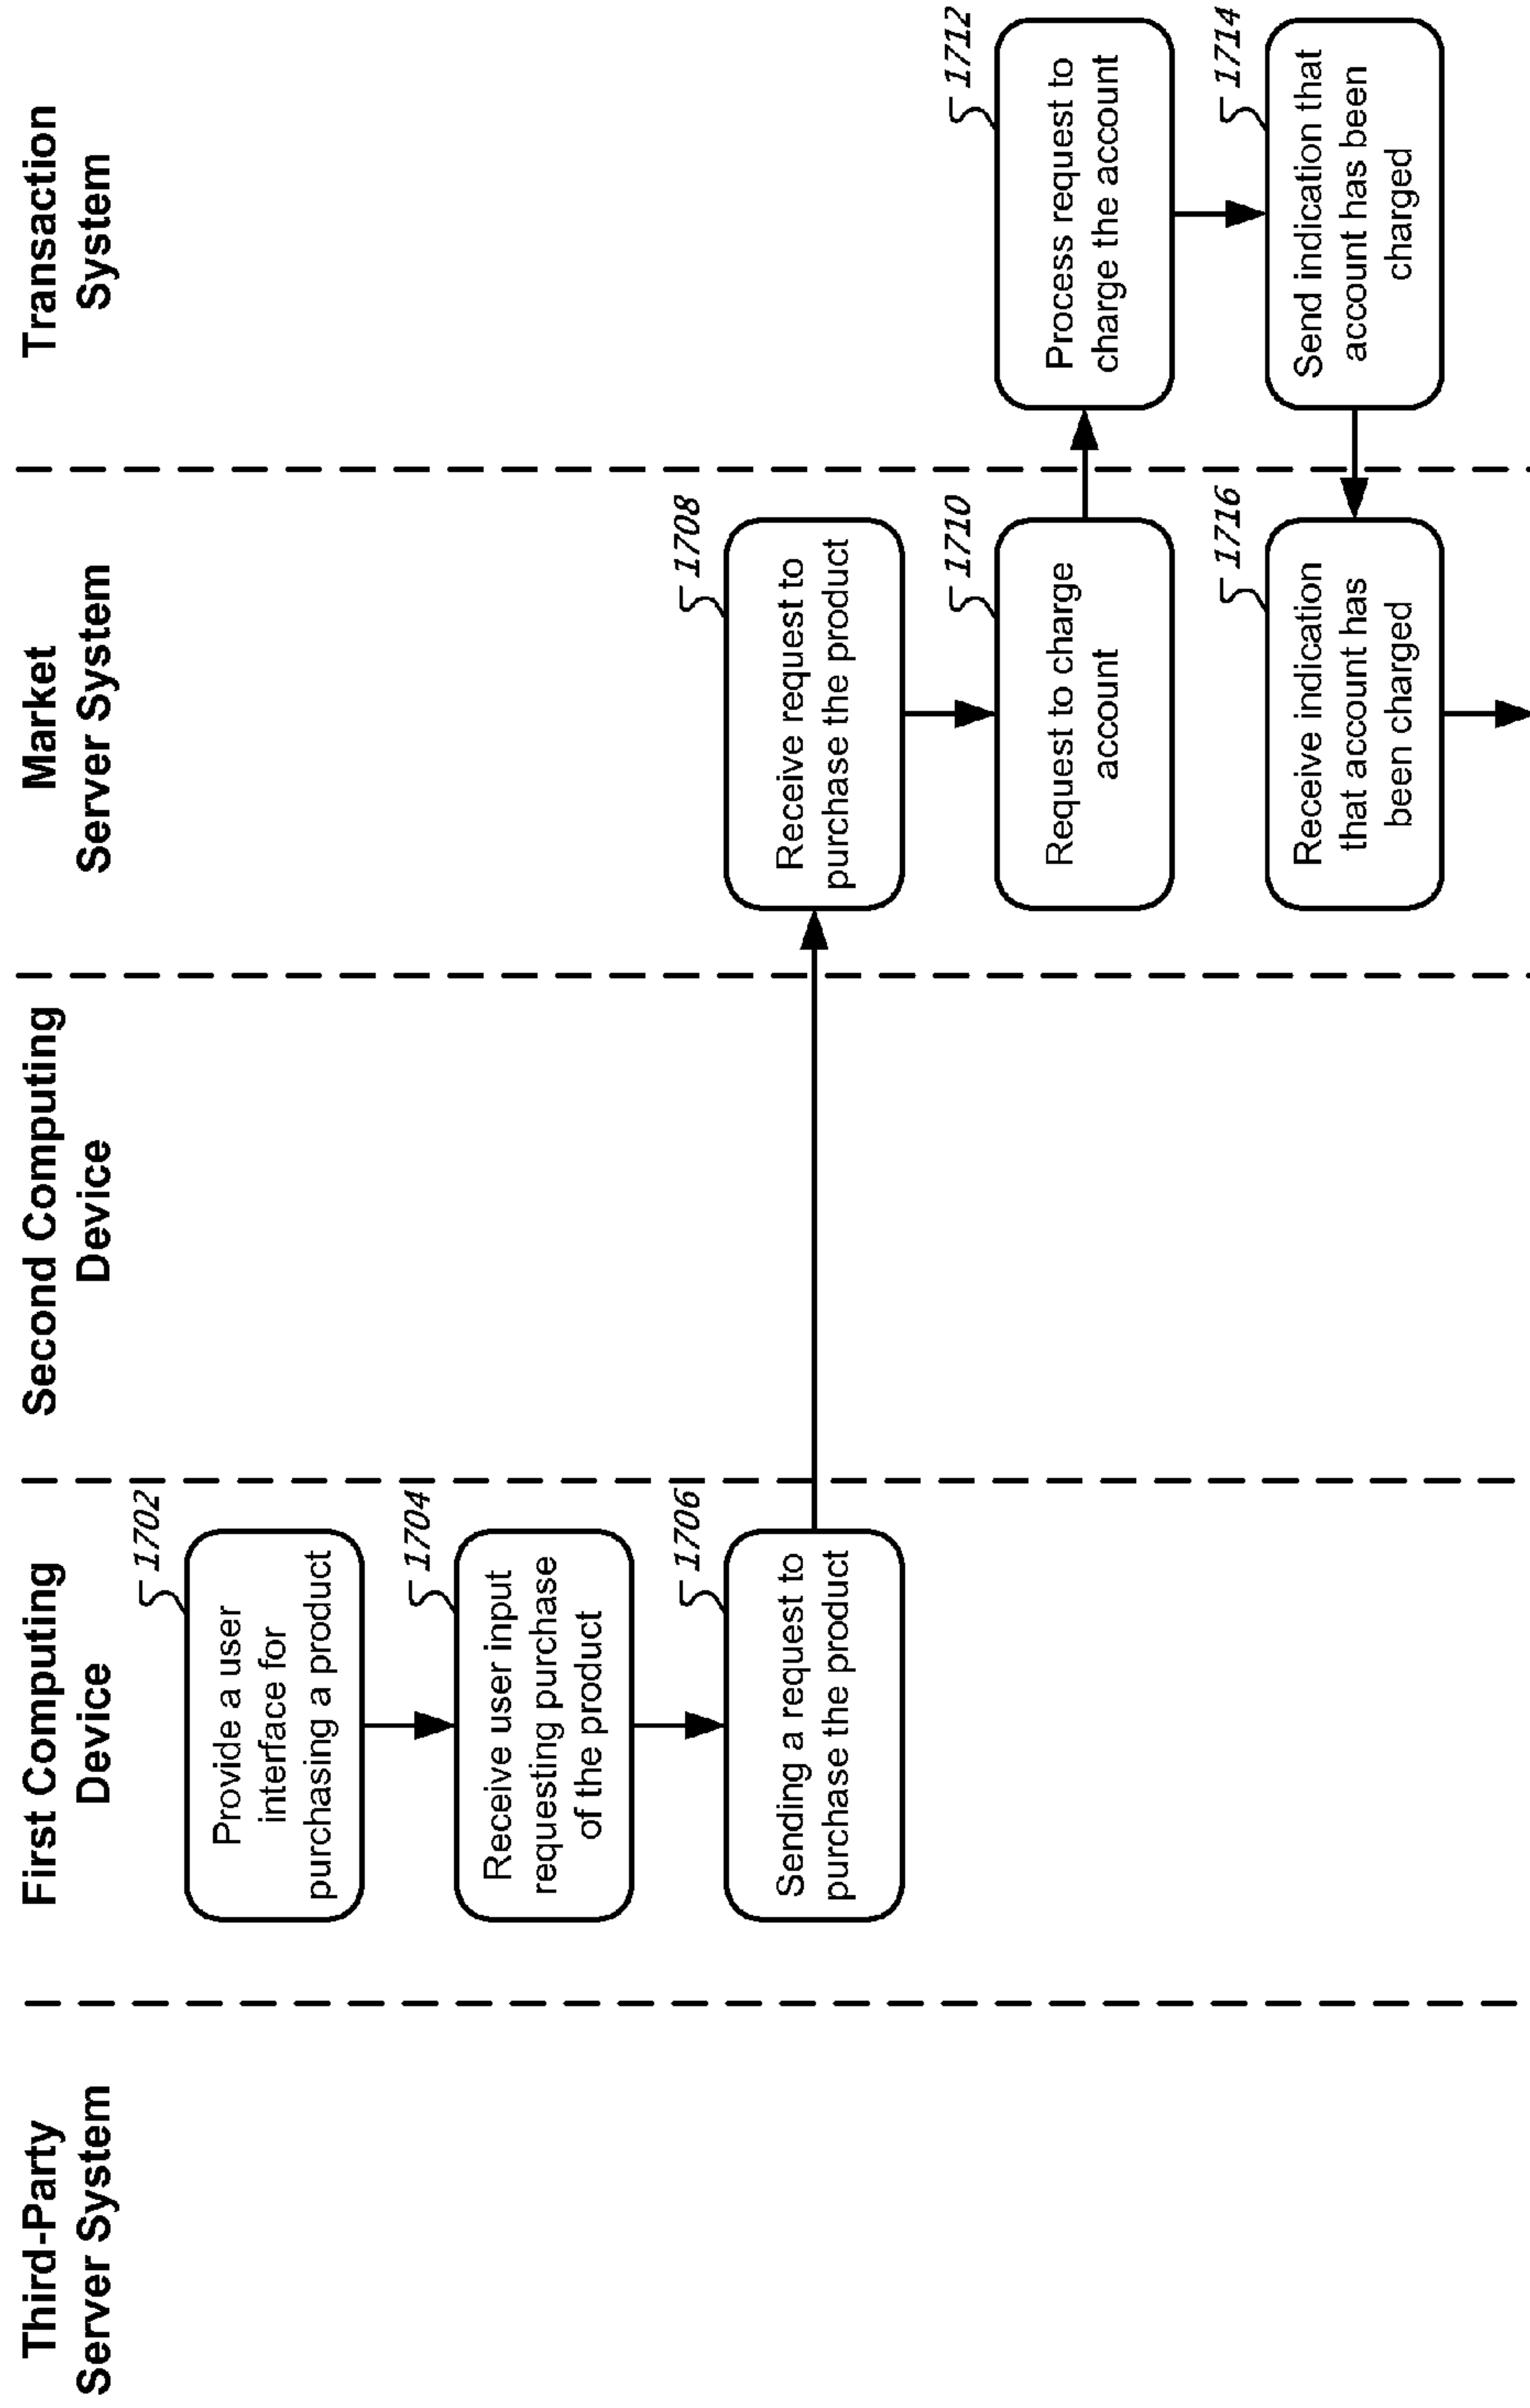 Third-Party
Server System
First Computing
Device
Second Computing
Device
Market
Server System
Transaction
System
1702
Provide a user
interface for
purchasing a product
1704
Receive user input
requesting purchase
of the product
1706
Sending a request to
purchase the product
1708
Receive request to
purchase the product
1710
Request to charge
account
1712
Process request to
charge the account
1714
Send indication that
account has been
charged
1716
Receive indication
that account has
been charged